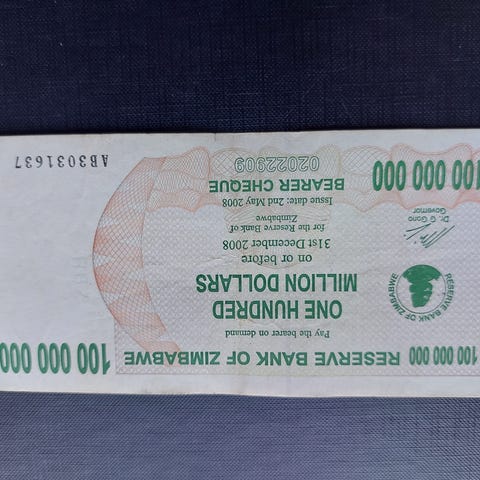 100 000 000 RESERVE BANK OF ZIMBABWE 100 000 000
Pay the bearer on demand
ONE HUNDRED
MILLION DOLLARS
on or before
31st December 2008
for the Reserve Bank of
Zimbabwe
Issue date: 2nd May 2008
BEARER CHEQUE
02022909
RESERVE BANK OF ZIMBABWE
Dr. G Gono
Governor
100 000 000
AB3031637